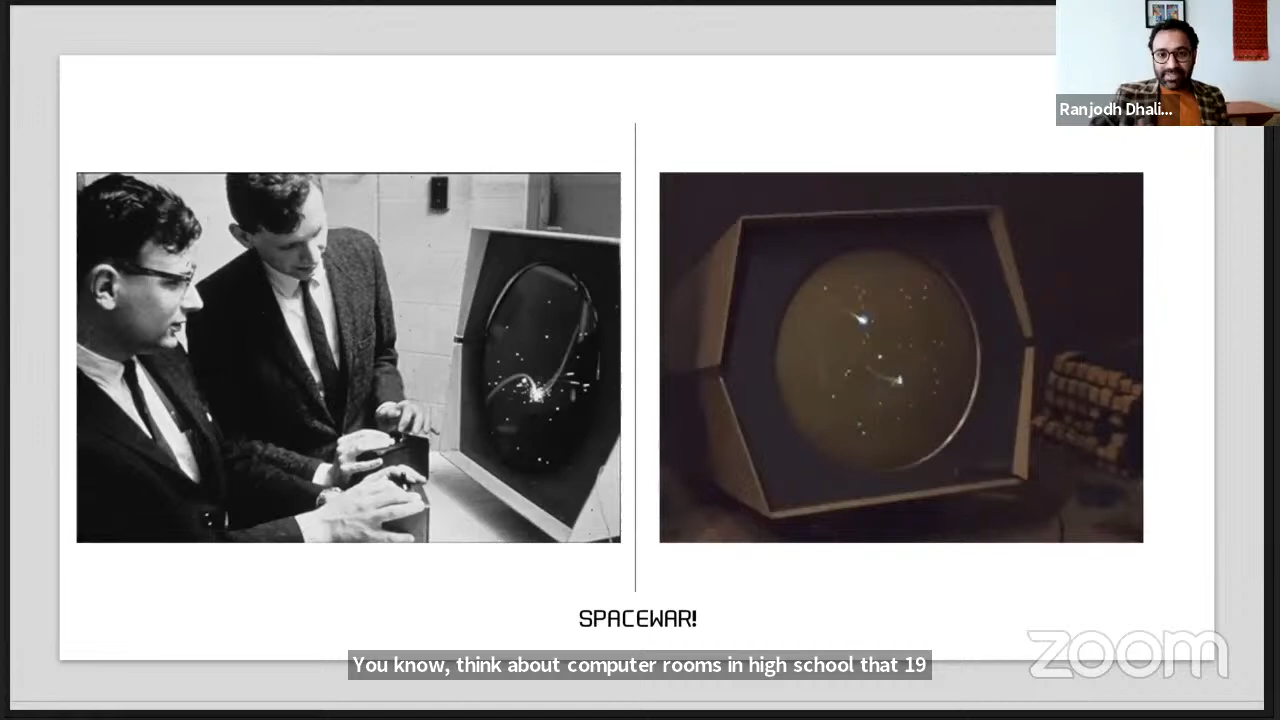 Ranjodh Dhali...
SPACEWAR!
You know, think about computer rooms in high school that 19
zoom